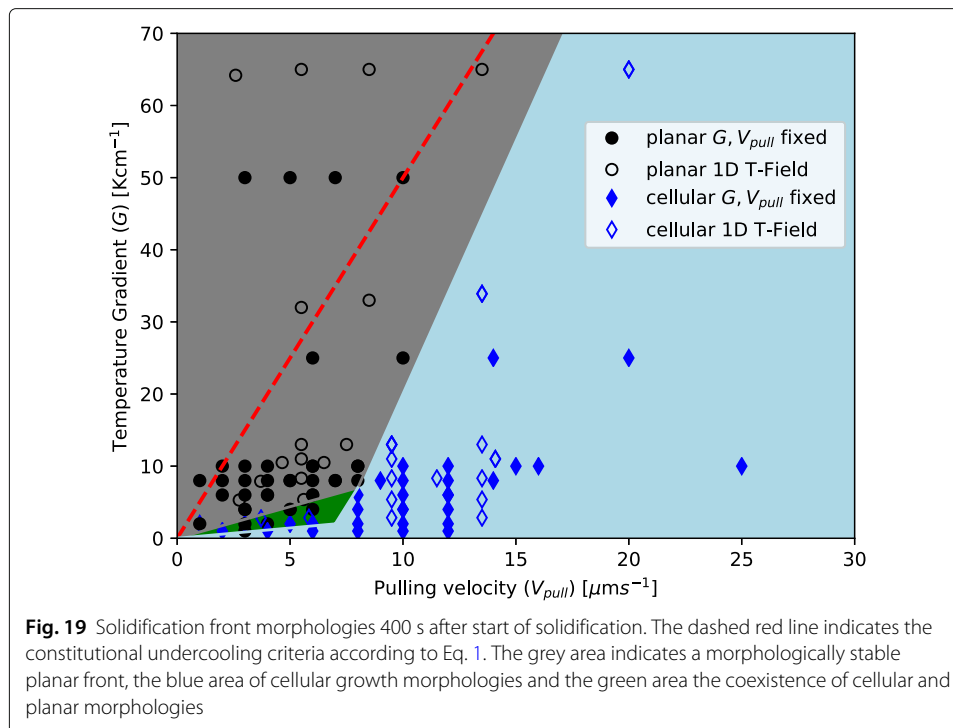 70
60
50
40
30
20
10
0
Temperature Gradient (G) [Kcm⁻¹]
planar G, V_pull fixed
planar 1D T-Field
cellular G, V_pull fixed
cellular 1D T-Field
0 5 10 15 20 25 30
Pulling velocity (V_pull) [μms⁻¹]
Fig. 19 Solidification front morphologies 400 s after start of solidification. The dashed red line indicates the
constitutional undercooling criteria according to Eq. 1. The grey area indicates a morphologically stable
planar front, the blue area of cellular growth morphologies and the green area the coexistence of cellular and
planar morphologies